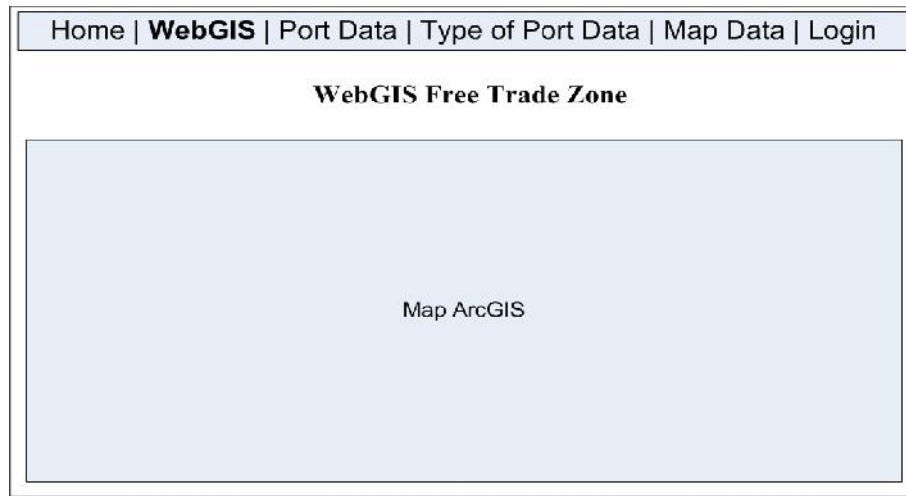 Home | WebGIS | Port Data | Type of Port Data | Map Data | Login
WebGIS Free Trade Zone
Map ArcGIS